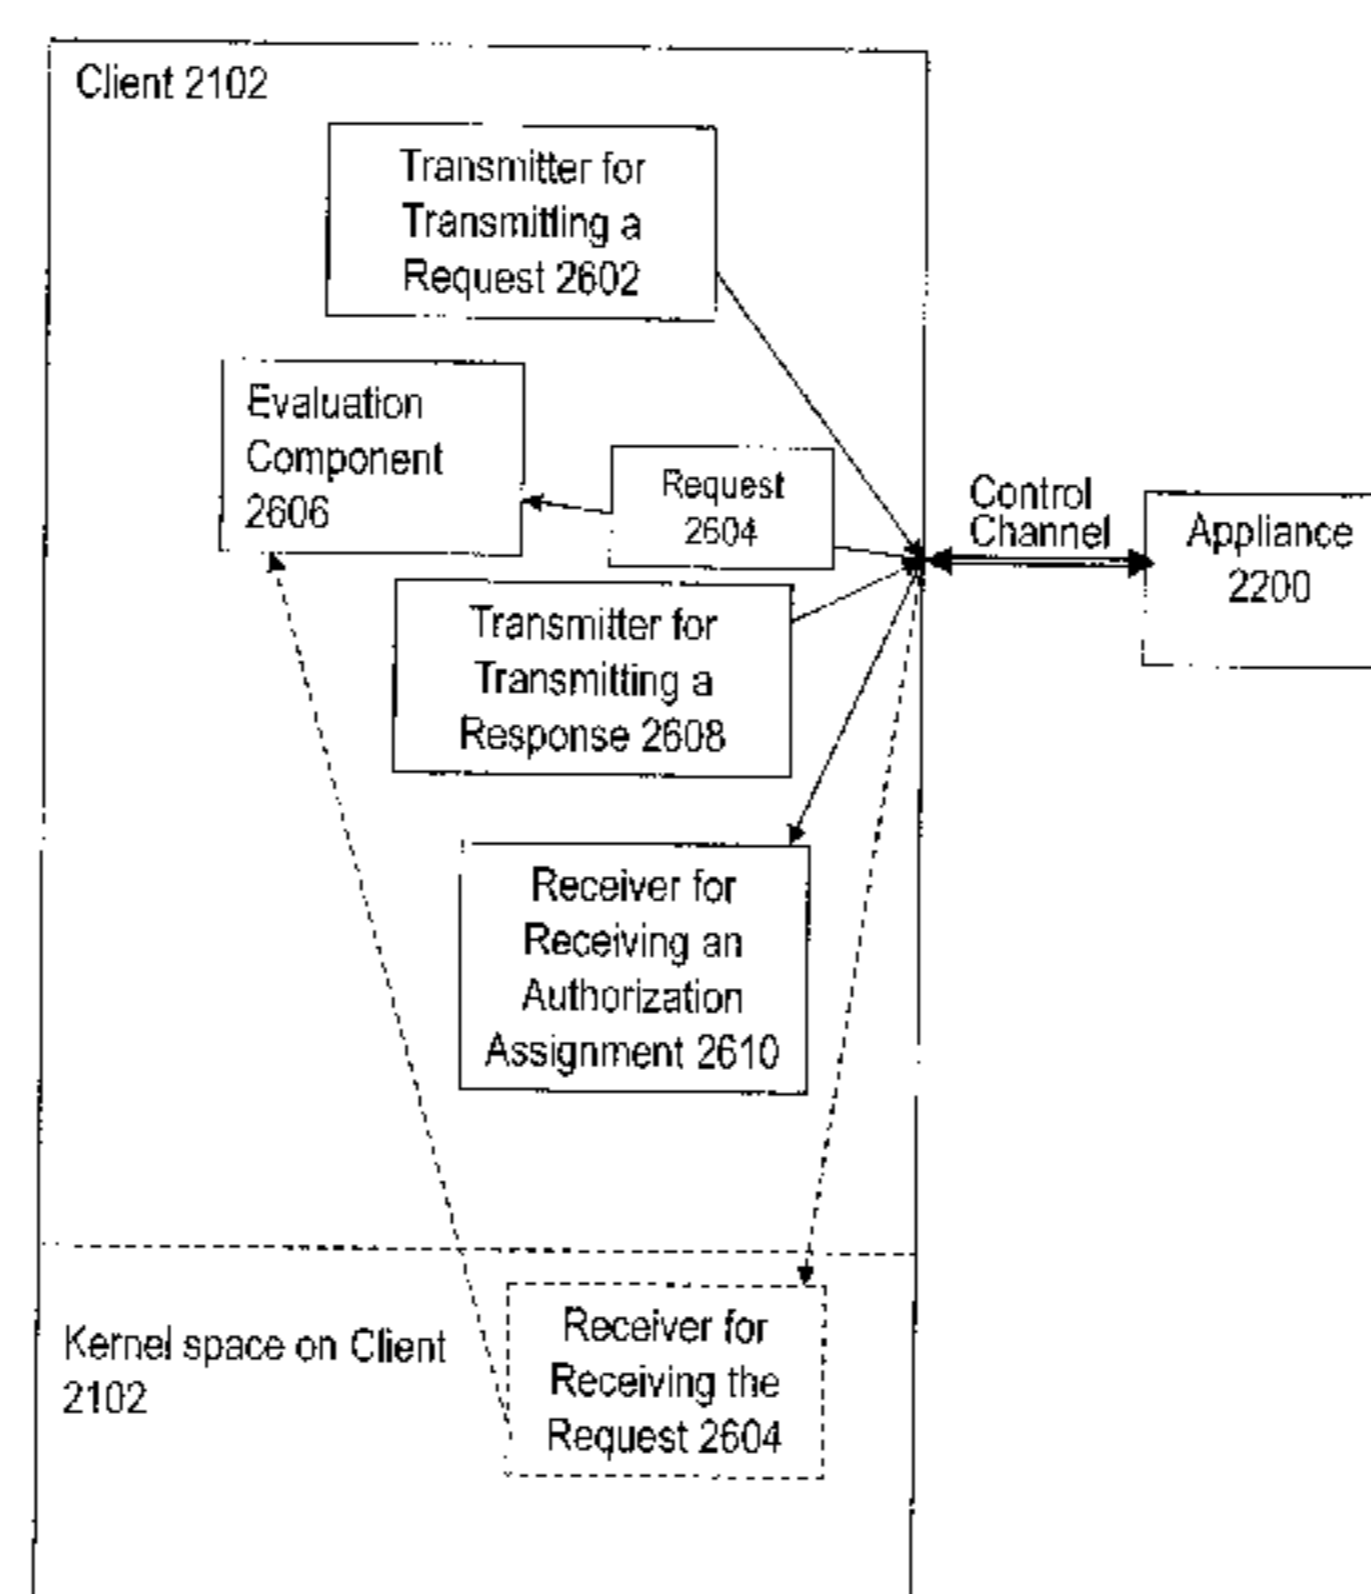 Client 2102
Transmitter for
Transmitting a
Request 2602
Evaluation
Component
2606
Request
2604
Control
Channel
Appliance
2200
Transmitter for
Transmitting a
Response 2608
Receiver for
Receiving an
Authorization
Assignment 2610
Kernel space on Client
2102
Receiver for
Receiving the
Request 2604